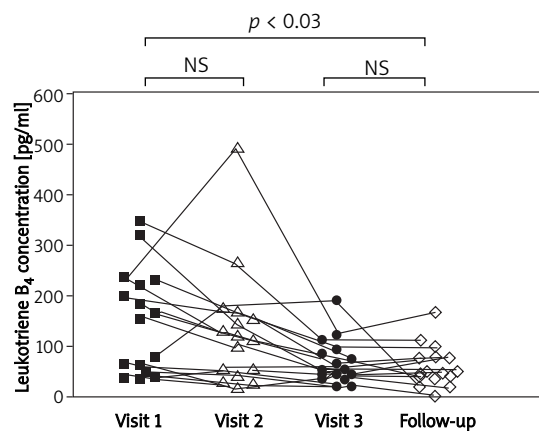 p < 0.03
NS
NS
Leukotriene B4 concentration [pg/ml]
600
500
400
300
200
100
0
Visit 1
Visit 2
Visit 3
Follow-up